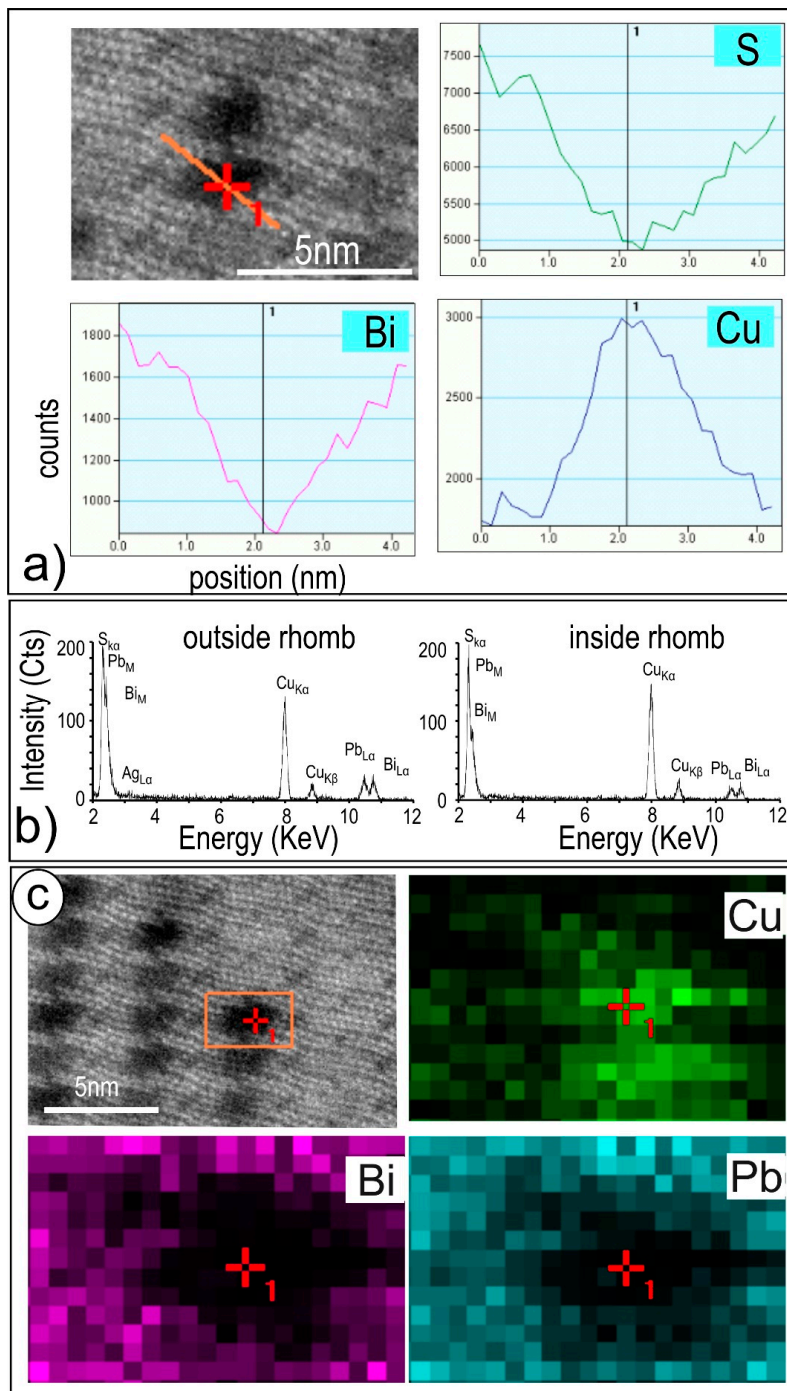 1
5nm
S
1
7500
7000
6500
6000
5500
5000
0.0 1.0 2.0 3.0 4.0
Bi
1
1800
1600
1400
1200
1000
0.0 1.0 2.0 3.0 4.0
counts
position (nm)
Cu
1
3000
2500
2000
0.0 1.0 2.0 3.0 4.0
a)
outside rhomb
Skα
PbM
BiM
AgLα
CuKα
CuKβ
PbLα
BiLα
200
100
0
2 4 6 8 10 12
Intensity (Cts)
Energy (KeV)
inside rhomb
Skα
PbM
BiM
CuKα
CuKβ
PbLα
BiLα
200
100
0
2 4 6 8 10 12
Energy (KeV)
b)
c
1
5nm
Cu
1
Bi
1
Pb
1